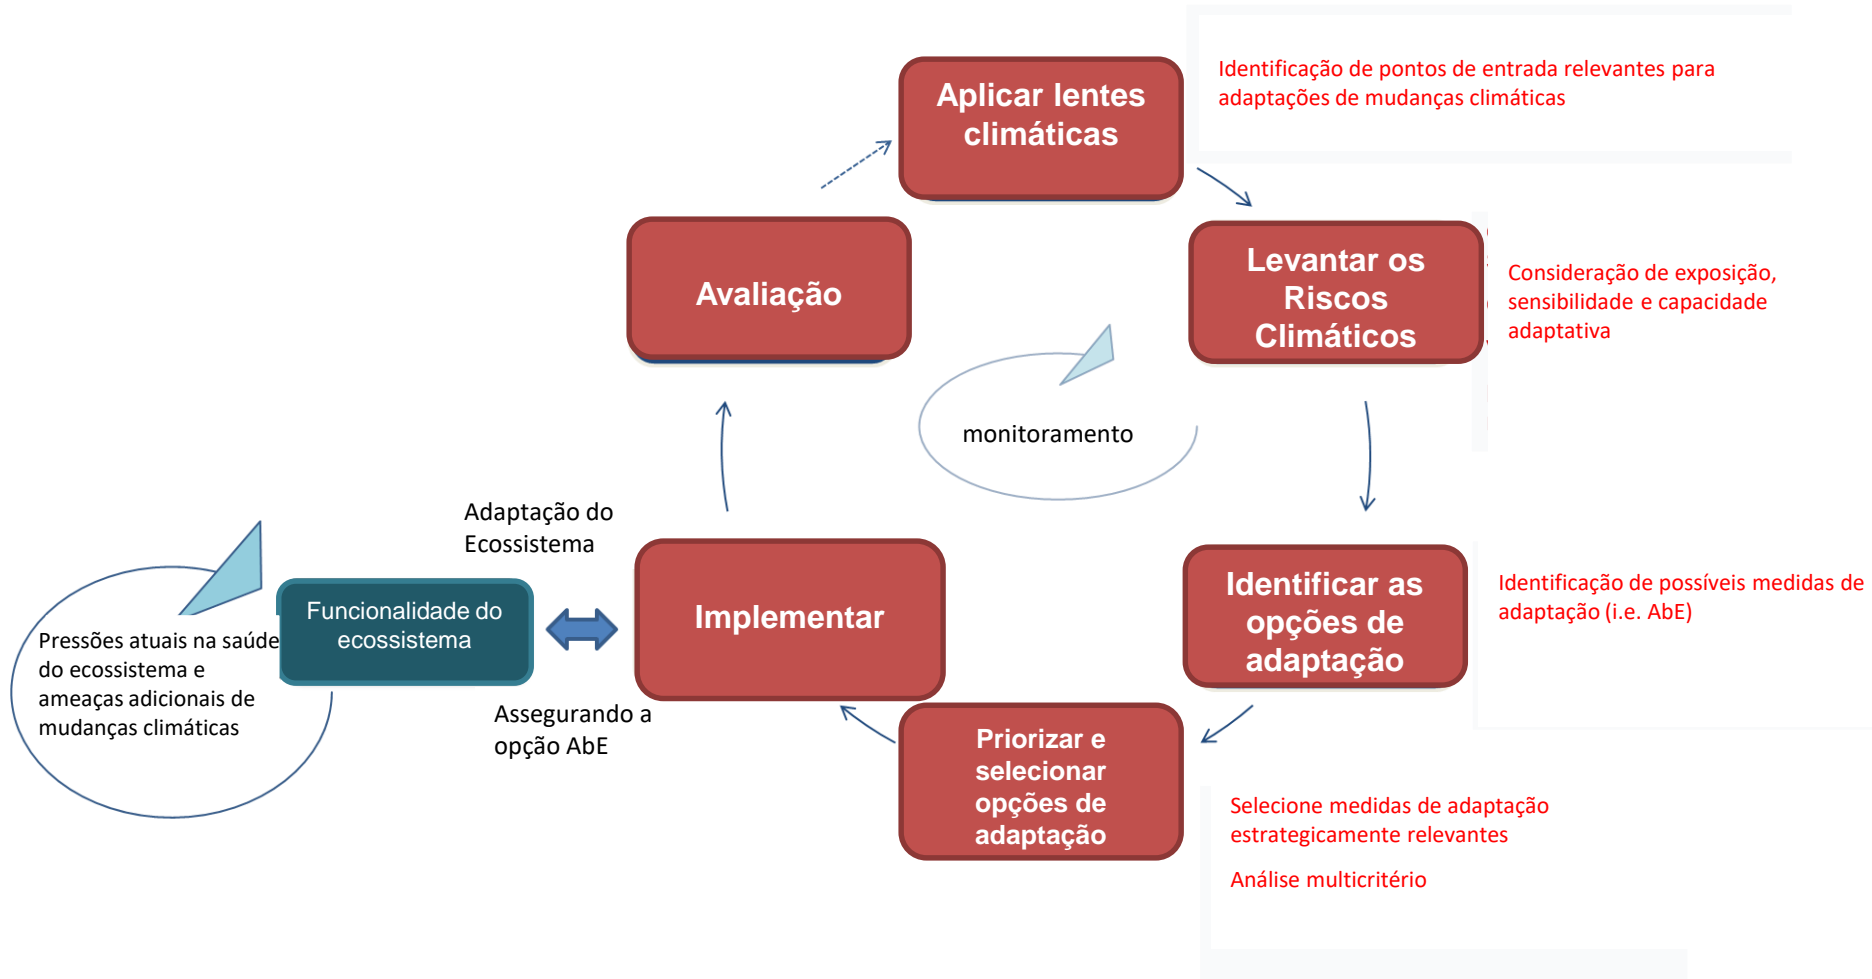 Aplicar lentes
climáticas
Identificação de pontos de entrada relevantes para
adaptações de mudanças climáticas
Levantar os
Riscos
Climáticos
Consideração de exposição,
sensibilidade e capacidade
adaptativa
Avaliação
monitoramento
Identificar as
opções de
adaptação
Identificação de possíveis medidas de
adaptação (i.e. AbE)
Priorizar e
selecionar
opções de
adaptação
Selecione medidas de adaptação
estrategicamente relevantes
Análise multicritério
Implementar
Adaptação do
Ecossistema
Assegurando a
opção AbE
Funcionalidade do
ecossistema
Pressões atuais na saúde
do ecossistema e
ameaças adicionais de
mudanças climáticas